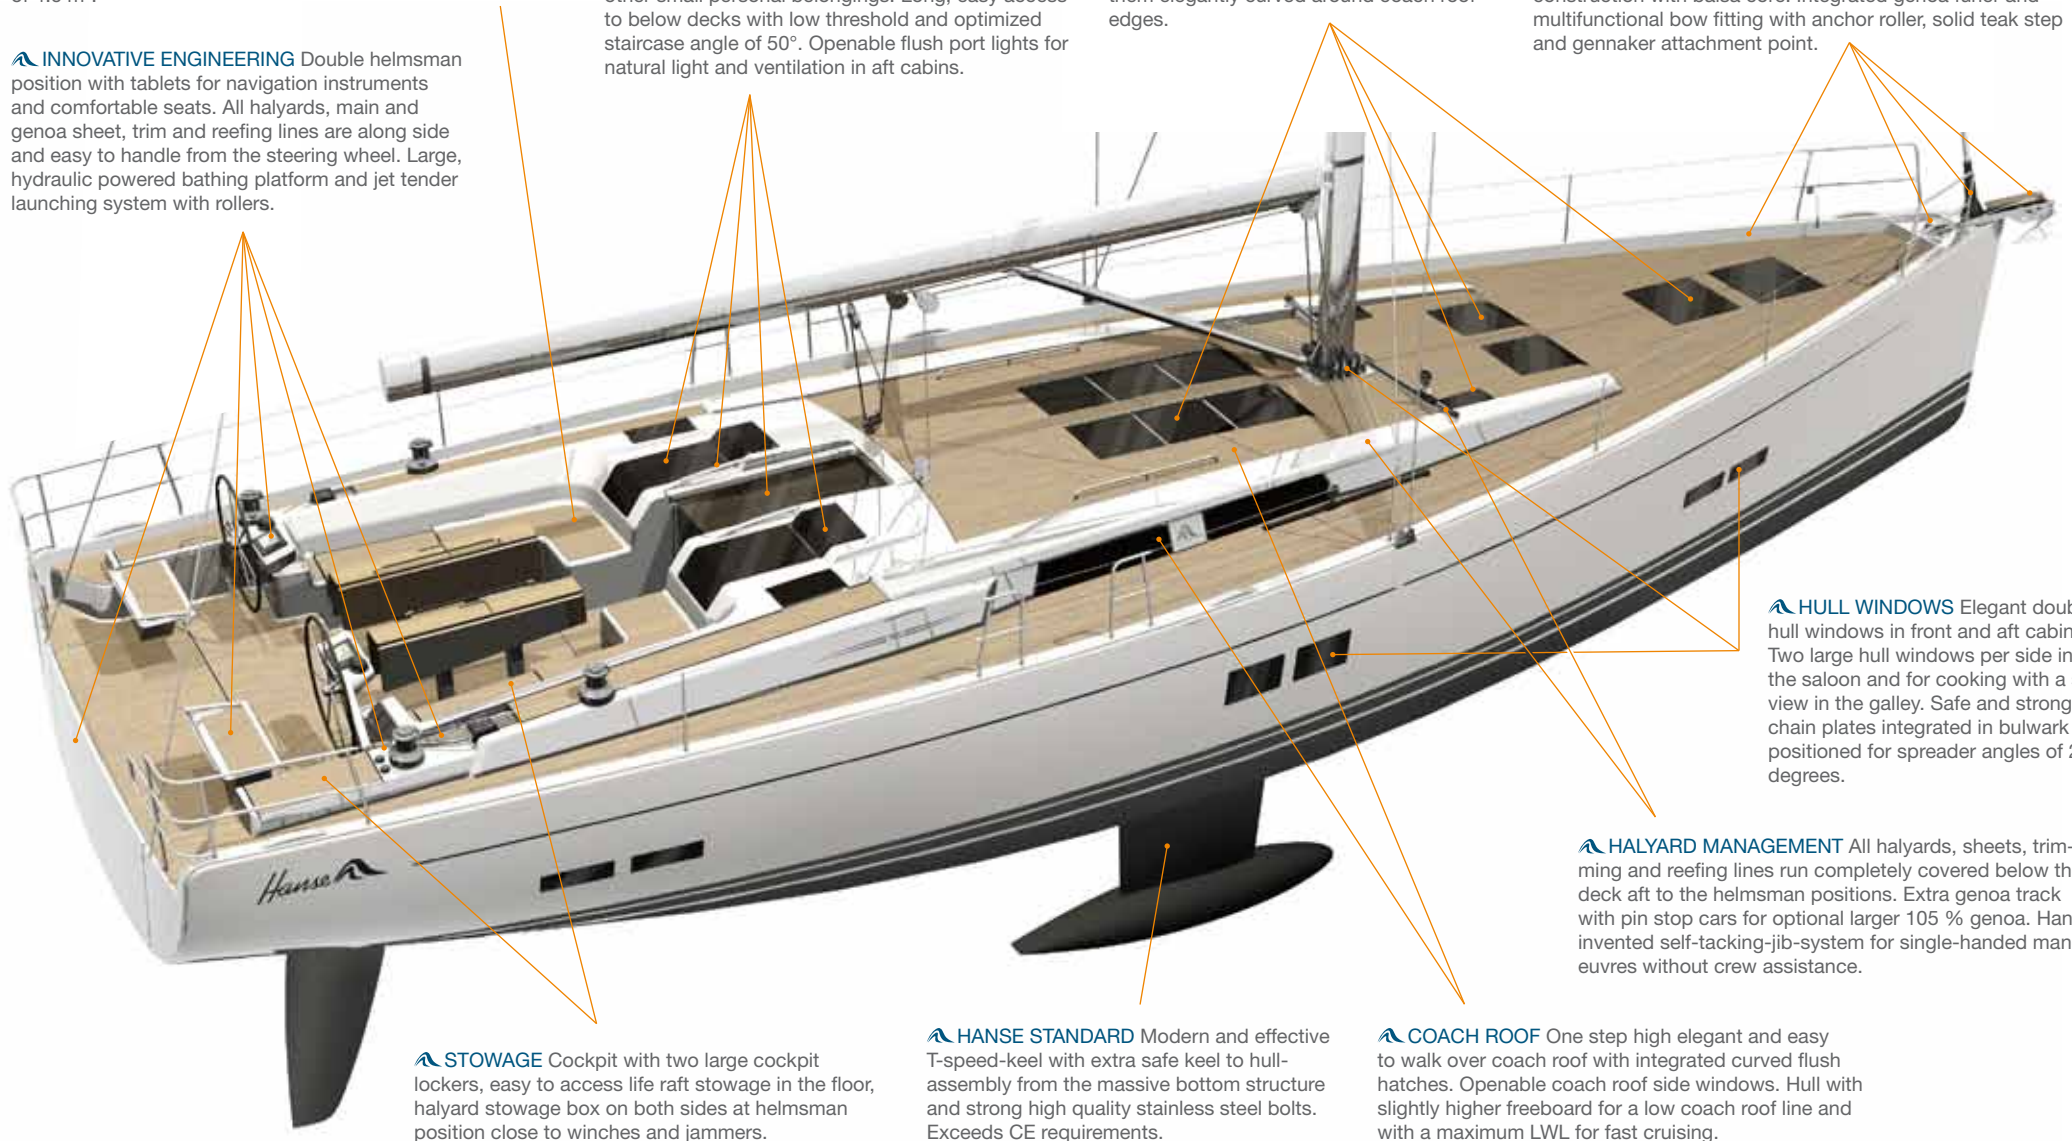 to below decks with low threshold and optimized
staircase angle of 50°. Openable flush port lights for
natural light and ventilation in aft cabins.
them elegantly curved around coach roof
edges.
multifunctional bow fitting with anchor roller, solid teak step
and gennaker attachment point.
INNOVATIVE ENGINEERING Double helmsman
position with tablets for navigation instruments
and comfortable seats. All halyards, main and
genoa sheet, trim and reefing lines are along side
and easy to handle from the steering wheel. Large,
hydraulic powered bathing platform and jet tender
launching system with rollers.
HULL WINDOWS Elegant
hull windows in front and aft
Two large hull windows per side in
the saloon and for cooking with a
view in the galley. Safe and strong
chain plates integrated in bulwark
positioned for spreader angles of
degrees.
HALYARD MANAGEMENT All halyards, sheets, trim-
ming and reefing lines run completely covered below
deck aft to the helmsman positions. Extra genoa track
with pin stop cars for optional larger 105 % genoa.
invented self-tacking-jib-system for single-handed
euvres without crew assistance.
Hanse
STOWAGE Cockpit with two large cockpit
lockers, easy to access life raft stowage in the floor,
halyard stowage box on both sides at helmsman
position close to winches and jammers.
HANSE STANDARD Modern and effective
T-speed-keel with extra safe keel to hull-
assembly from the massive bottom structure
and strong high quality stainless steel bolts.
Exceeds CE requirements.
COACH ROOF One step high elegant and easy
to walk over coach roof with integrated curved flush
hatches. Openable coach roof side windows. Hull with
slightly higher freeboard for a low coach roof line and
with a maximum LWL for fast cruising.